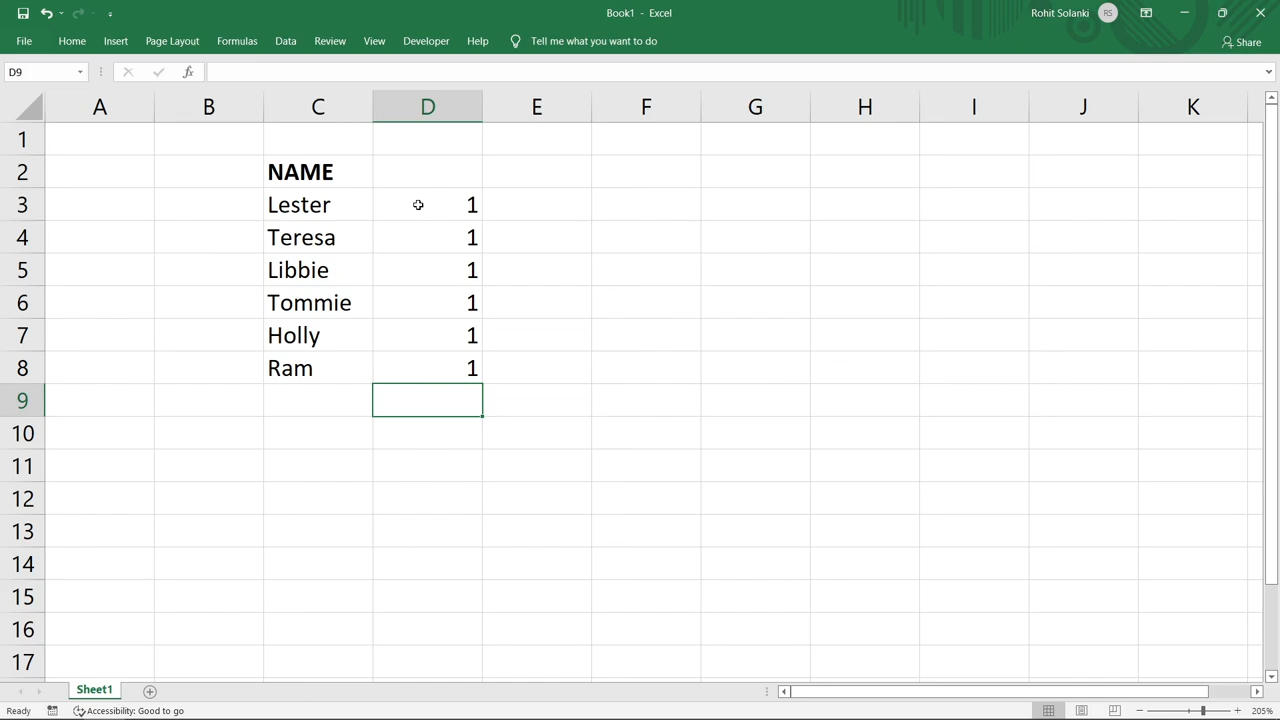 Book1 - Excel
Rohit Solanki RS
File Home Insert Page Layout Formulas Data Review View Developer Help Tell me what you want to do Share
D9 fx
A B C D E F G H I J K
1
2 NAME
3 Lester 1
4 Teresa 1
5 Libbie 1
6 Tommie 1
7 Holly 1
8 Ram 1
9
10
11
12
13
14
15
16
17
Sheet1
Ready Accessibility: Good to go 205%